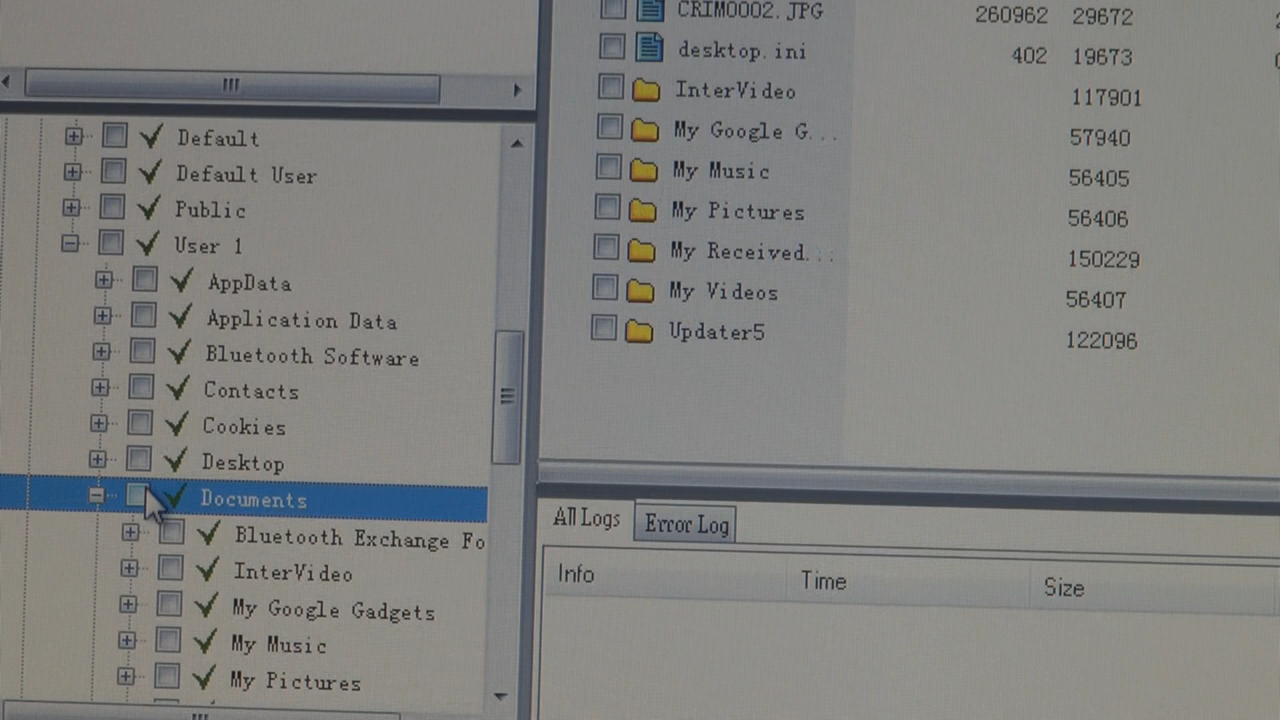 CRIM0002.JPG 260962 29672
desktop.ini 402 19673
InterVideo 117901
My Google G... 57940
My Music 56405
My Pictures 56406
My Received... 150229
My Videos 56407
Updater5 122096
Default
Default User
Public
User 1
AppData
Application Data
Bluetooth Software
Contacts
Cookies
Desktop
Documents
Bluetooth Exchange Fo
InterVideo
My Google Gadgets
My Music
My Pictures
All Logs Error Log
Info Time Size